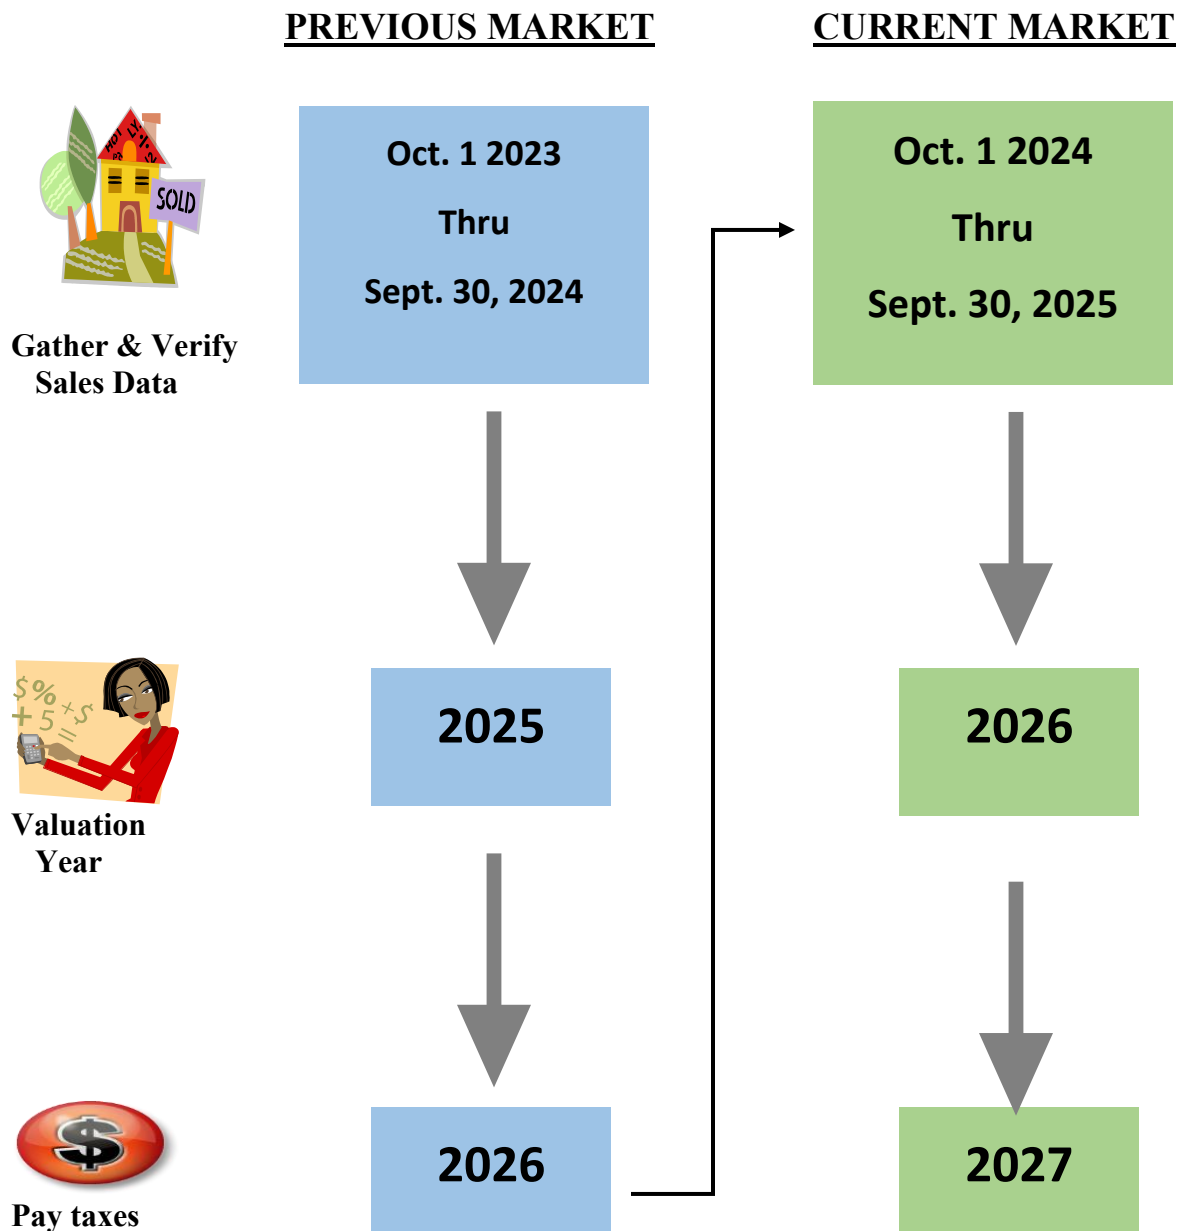 PREVIOUS MARKET
CURRENT MARKET
SOLD
Oct. 1 2023
Thru
Sept. 30, 2024
Oct. 1 2024
Thru
Sept. 30, 2025
Gather & Verify
Sales Data
$%+$
+5=
2025
2026
Valuation
Year
$
2026
2027
Pay taxes